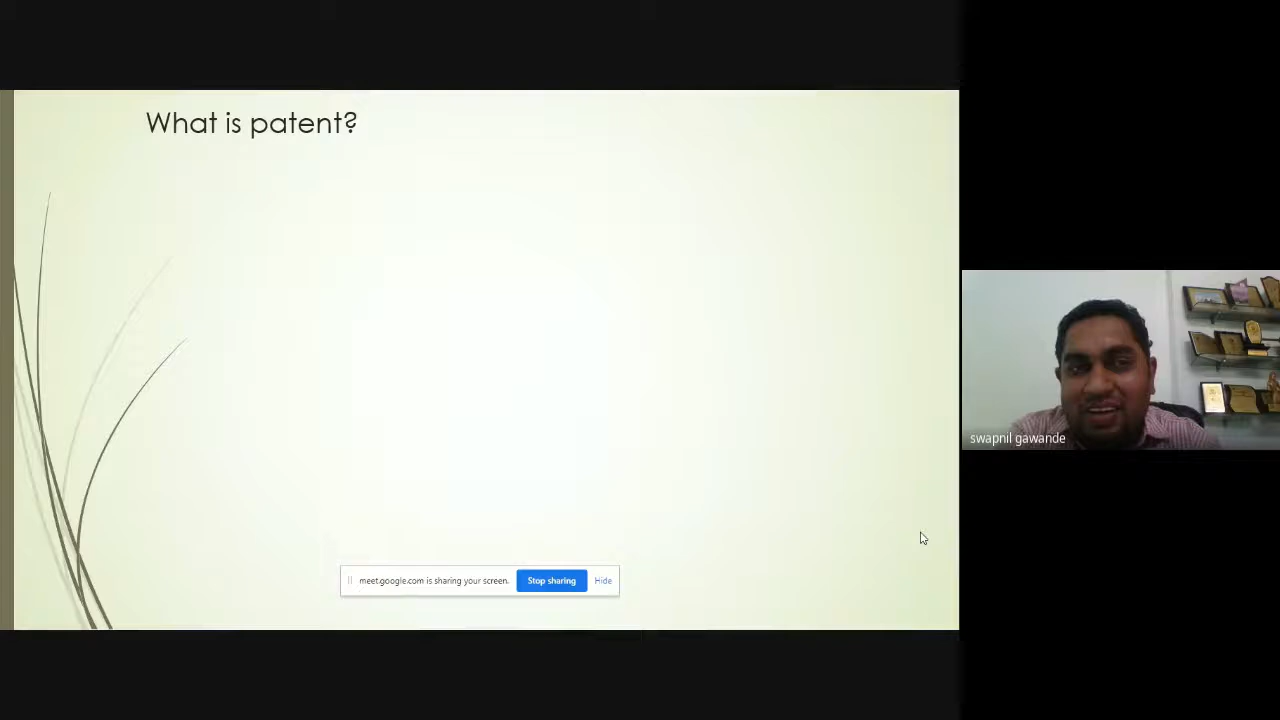 What is patent?
swapnil gawande
meet.google.com is sharing your screen.
Stop sharing
Hide